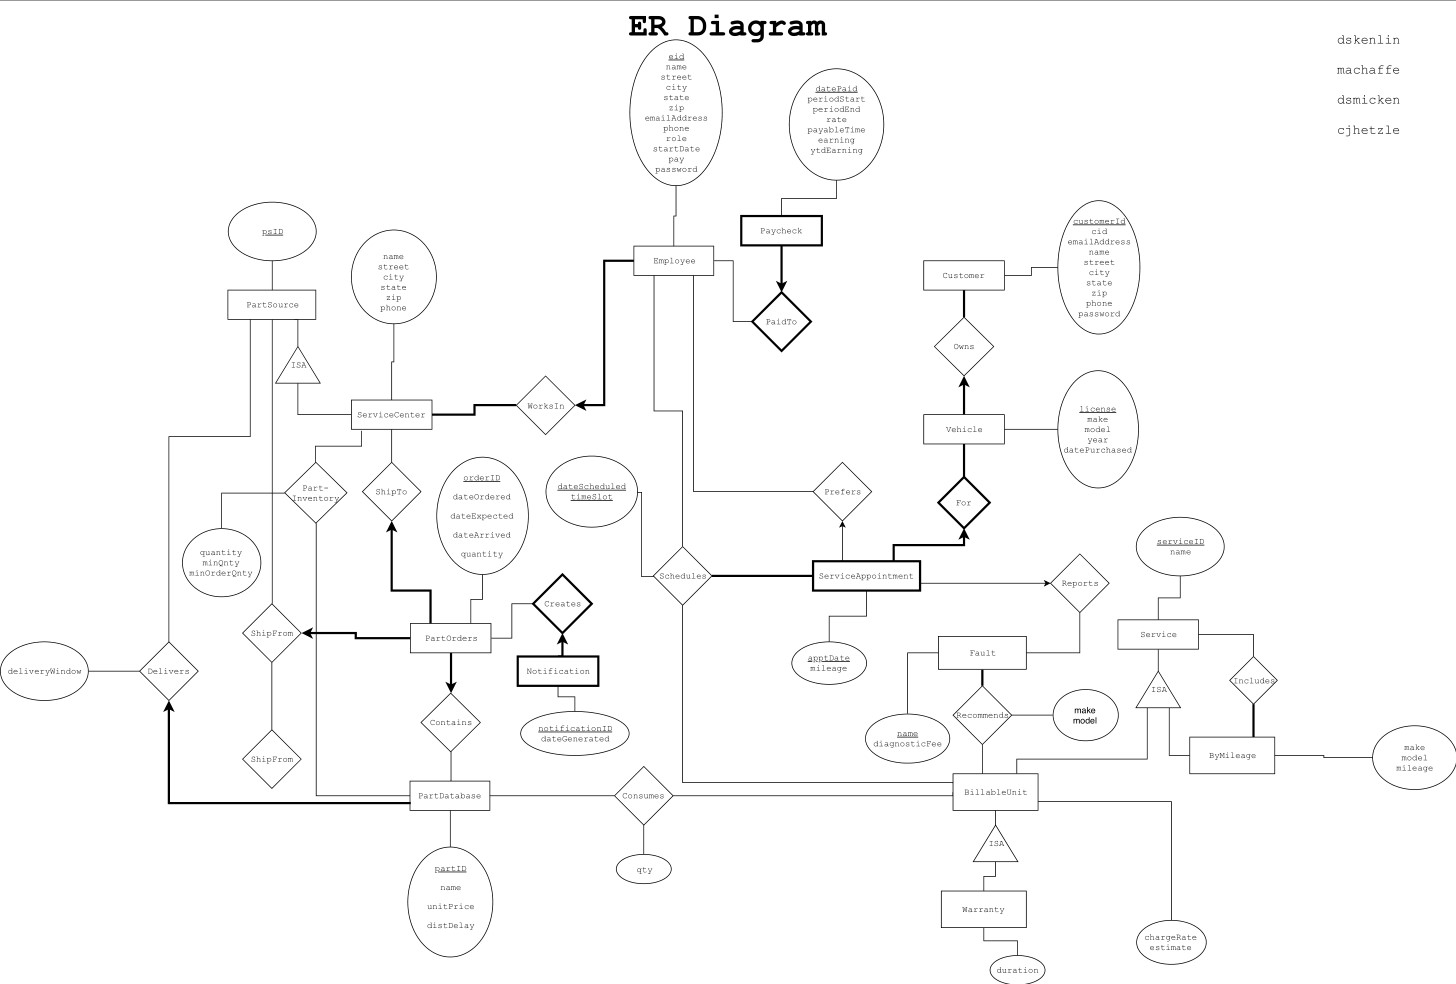 ER Diagram
dskenlin
machaffe
dsmicken
cjhetzle
eid
name
street
city
state
zip
emailAddress
phone
role
startDate
pay
password
datePaid
periodStart
periodEnd
rate
payableTime
earning
ytdEarning
psID
name
street
city
state
zip
phone
Paycheck
Employee
customerId
cid
emailAddress
name
street
city
state
zip
phone
password
Customer
PartSource
PaidTo
Owns
ISA
ServiceCenter
WorksIn
Vehicle
license
make
model
year
datePurchased
Part-
Inventory
ShipTo
orderID
dateOrdered
dateExpected
dateArrived
quantity
dateScheduled
timeSlot
Prefers
For
quantity
minQnty
minOrderQnty
serviceID
name
Schedules
ServiceAppointment
Reports
Creates
ShipFrom
PartOrders
Service
Fault
deliveryWindow
Delivers
Notification
apptDate
mileage
ISA
Includes
Contains
notificationID
dateGenerated
name
diagnosticFee
Recommends
make
model
ShipFrom
ByMileage
make
model
mileage
PartDatabase
Consumes
BillableUnit
ISA
qty
partID
name
unitPrice
distDelay
Warranty
chargeRate
estimate
duration